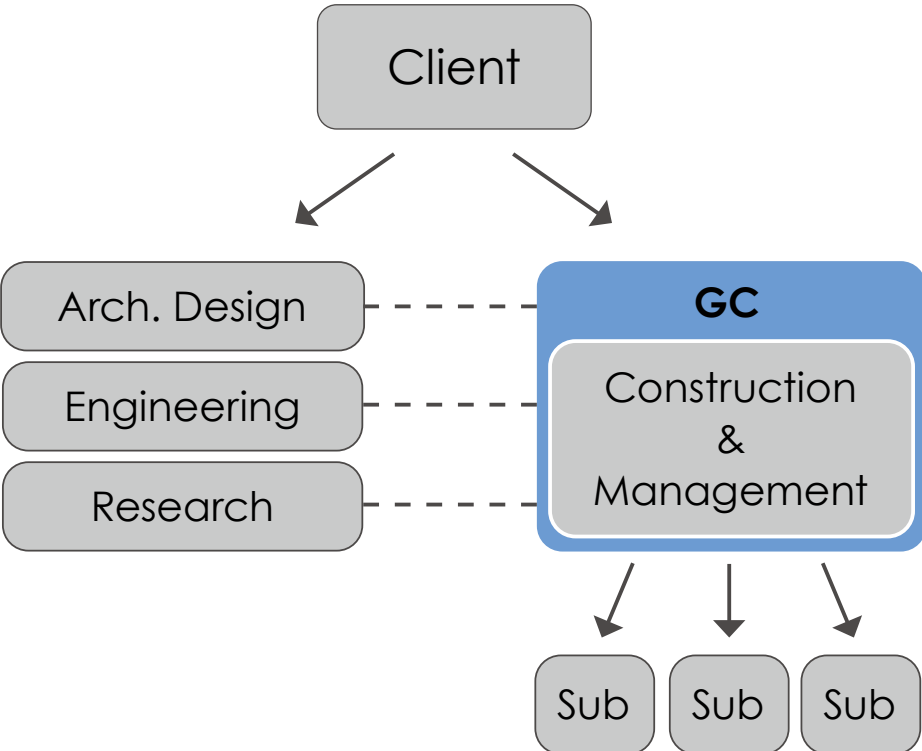 Client
Arch. Design
GC
Engineering
Construction
&
Management
Research
Sub
Sub
Sub